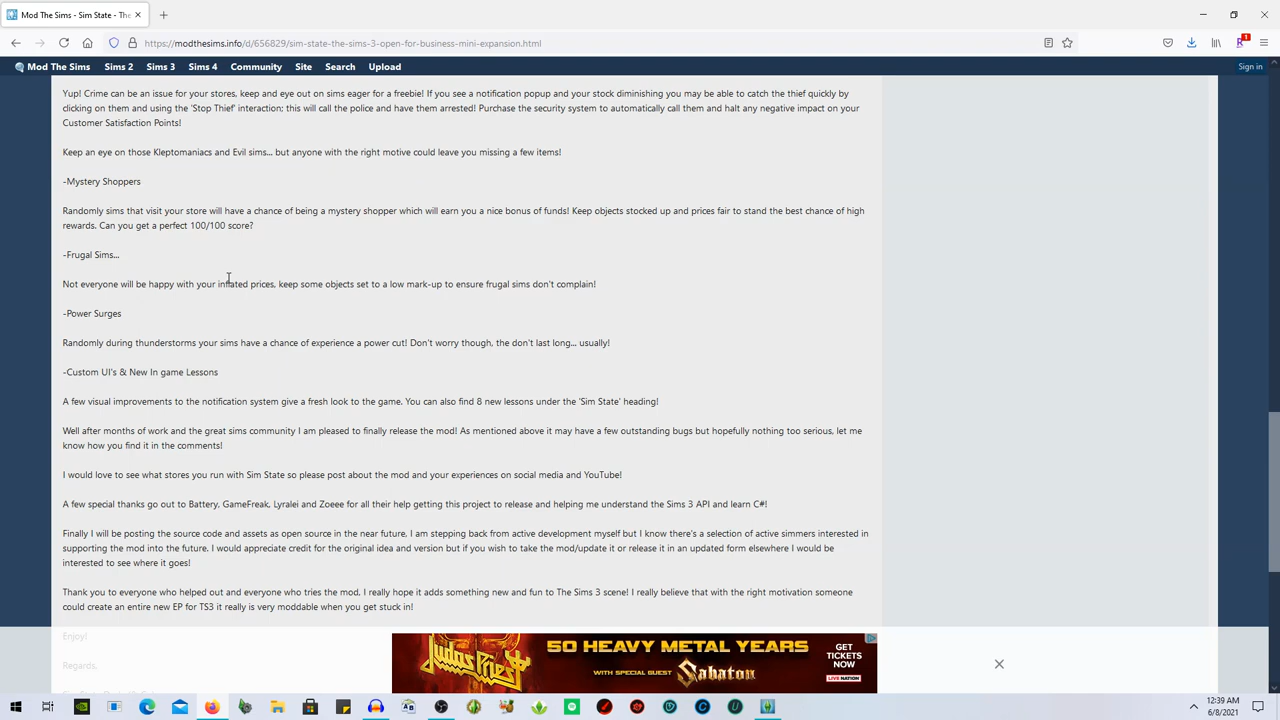 Mod The Sims - Sim State - The
https://modthesims.info/d/656829/sim-state-the-sims-3-open-for-business-mini-expansion.html
1
Mod The Sims Sims 2 Sims 3 Sims 4 Community Site Search Upload Sign in
Yup! Crime can be an issue for your stores, keep and eye out on sims eager for a freebie! If you see a notification popup and your stock diminishing you may be able to catch the thief quickly by
clicking on them and using the 'Stop Thief' interaction; this will call the police and have them arrested! Purchase the security system to automatically call them and halt any negative impact on your
Customer Satisfaction Points!
Keep an eye on those Kleptomaniacs and Evil sims... but anyone with the right motive could leave you missing a few items!
-Mystery Shoppers
Randomly sims that visit your store will have a chance of being a mystery shopper which will earn you a nice bonus of funds! Keep objects stocked up and prices fair to stand the best chance of high
rewards. Can you get a perfect 100/100 score?
-Frugal Sims...
Not everyone will be happy with your inflated prices, keep some objects set to a low mark-up to ensure frugal sims don't complain!
-Power Surges
Randomly during thunderstorms your sims have a chance of experience a power cut! Don't worry though, the don't last long... usually!
-Custom UI's & New In game Lessons
A few visual improvements to the notification system give a fresh look to the game. You can also find 8 new lessons under the 'Sim State' heading!
Well after months of work and the great sims community I am pleased to finally release the mod! As mentioned above it may have a few outstanding bugs but hopefully nothing too serious, let me
know how you find it in the comments!
I would love to see what stores you run with Sim State so please post about the mod and your experiences on social media and YouTube!
A few special thanks go out to Battery, GameFreak, Lyralei and Zoeee for all their help getting this project to release and helping me understand the Sims 3 API and learn C#!
Finally I will be posting the source code and assets as open source in the near future, I am stepping back from active development myself but I know there's a selection of active simmers interested in
supporting the mod into the future. I would appreciate credit for the original idea and version but if you wish to take the mod/update it or release it in an updated form elsewhere I would be
interested to see where it goes!
Thank you to everyone who helped out and everyone who tries the mod, I really hope it adds something new and fun to The Sims 3 scene! I really believe that with the right motivation someone
could create an entire new EP for TS3 it really is very moddable when you get stuck in!
Enjoy!
Regards,
Judas Priest
50 HEAVY METAL YEARS
WITH SPECIAL GUEST Sabaton
GET
TICKETS
NOW
LIVE NATION
12:39 AM
6/8/2021